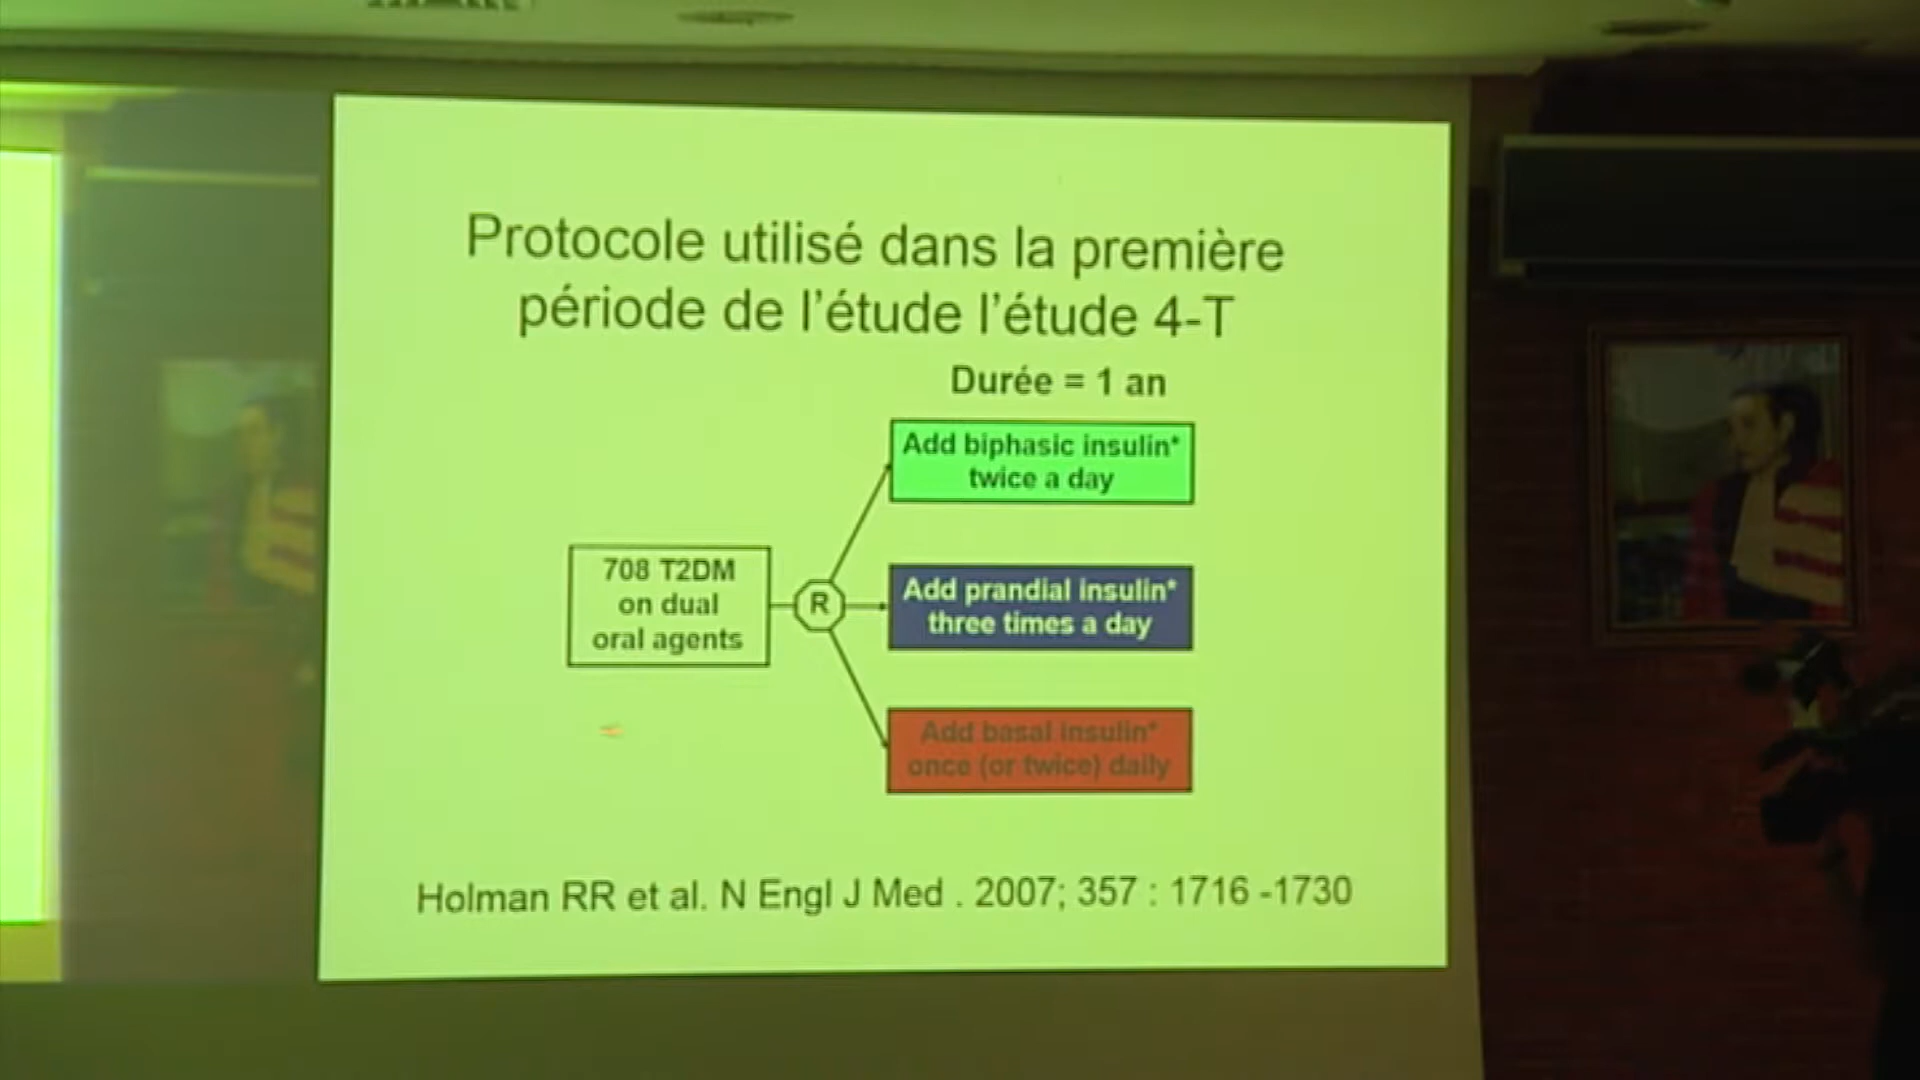 Protocole utilisé dans la première
période de l'étude l'étude 4-T
Durée = 1 an
Add biphasic insulin*
twice a day
708 T2DM
on dual
oral agents
R
Add prandial insulin*
three times a day
Add basal insulin*
once (or twice) daily
Holman RR et al. N Engl J Med . 2007; 357 : 1716 -1730